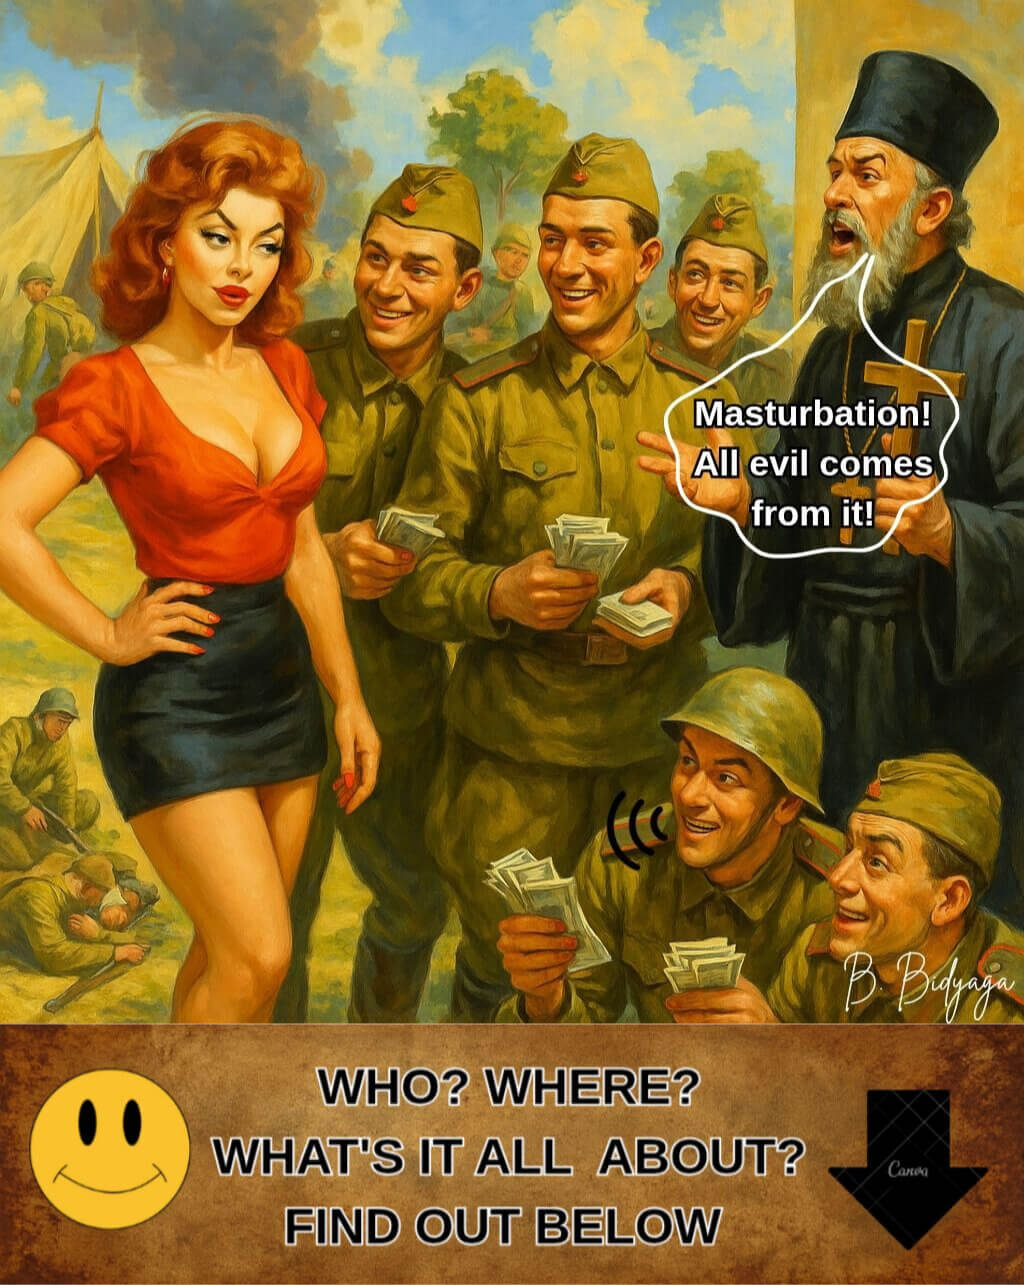 Masturbation!
All evil comes
from it!
B. Bidyaga
WHO? WHERE?
WHAT'S IT ALL ABOUT?
FIND OUT BELOW
Canva